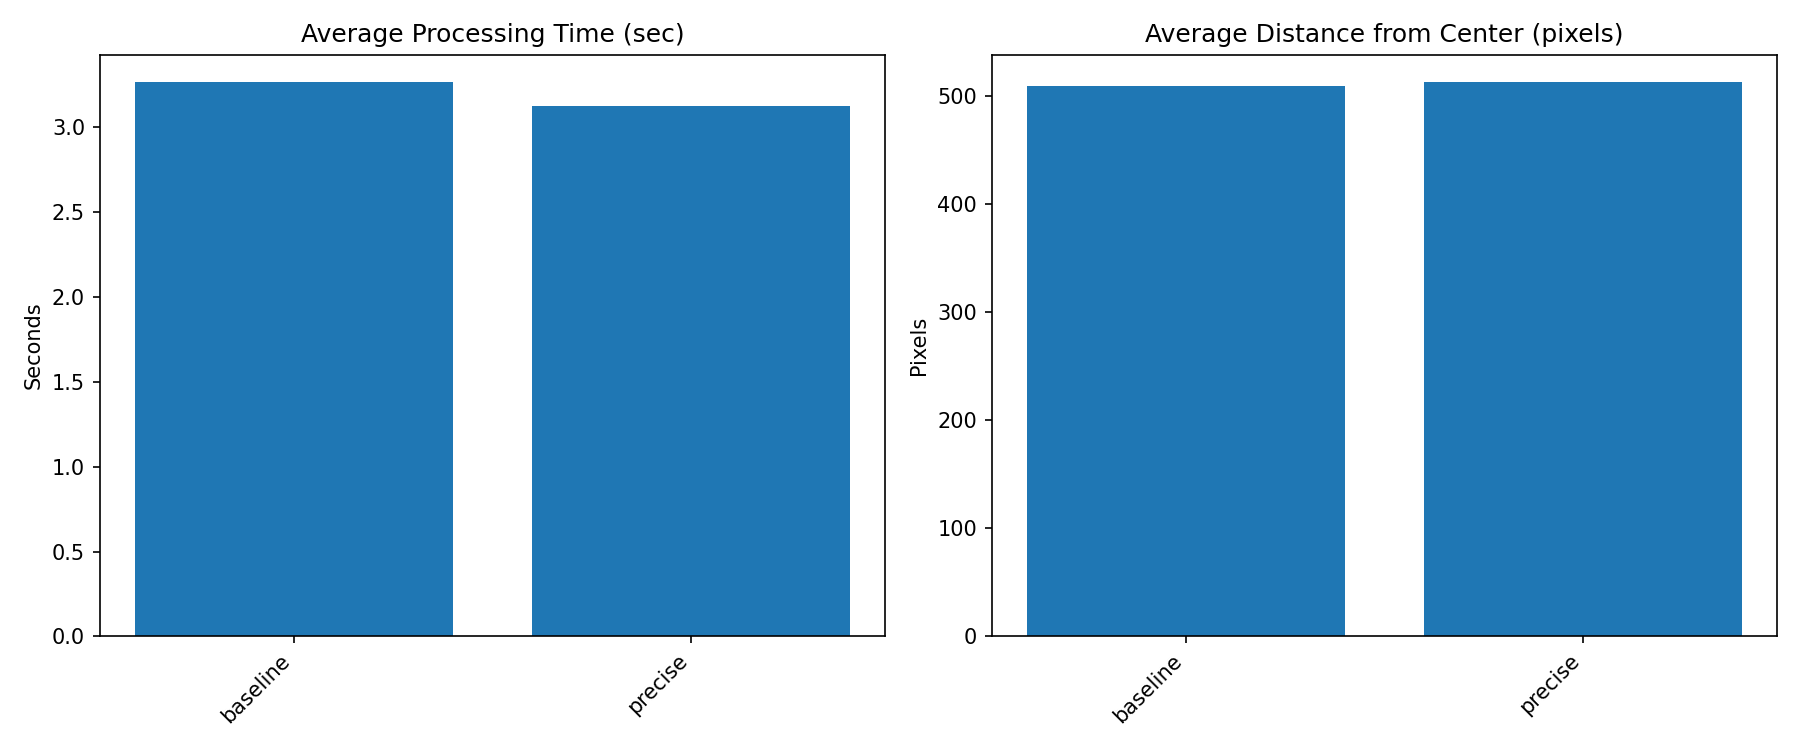 Average Processing Time (sec)
Seconds
3.0
2.5
2.0
1.5
1.0
0.5
0.0
baseline
precise
Average Distance from Center (pixels)
Pixels
500
400
300
200
100
0
baseline
precise